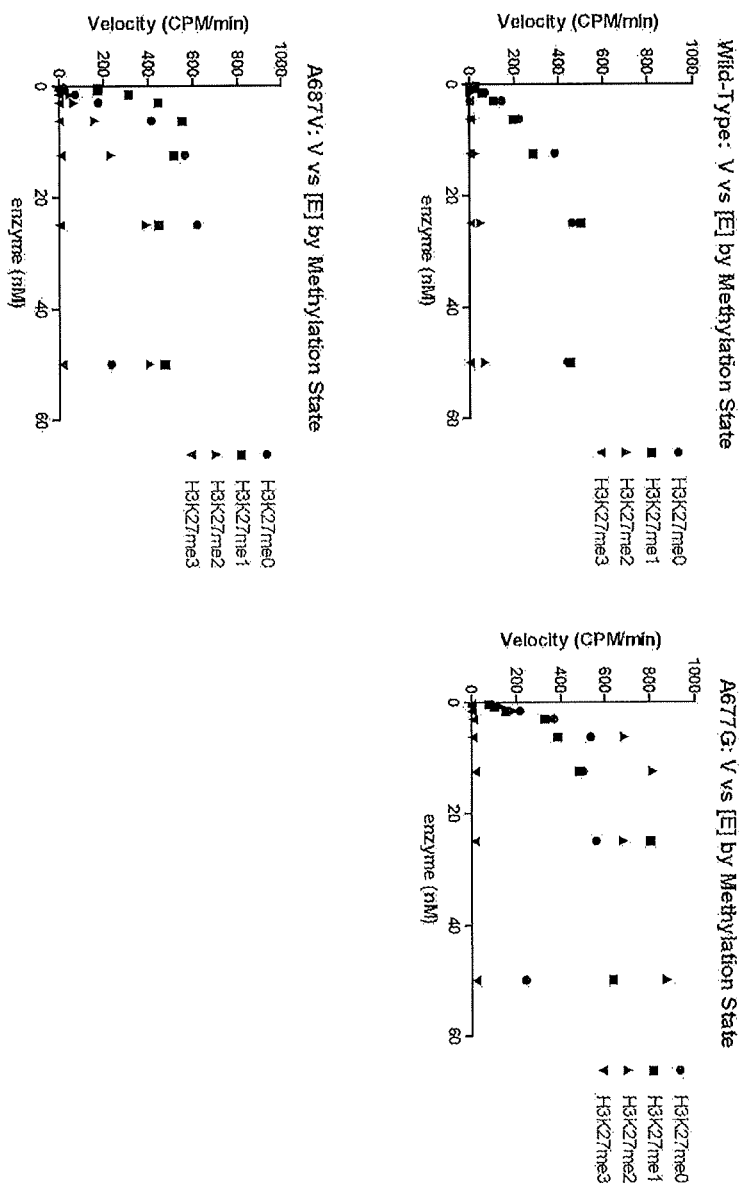 Wild-Type: V vs [E] by Methylation State
Velocity (CPM/min)
1000
800
600
400
200
0
0
20
40
60
enzyme (nM)
H3K27me0
H3K27me1
H3K27me2
H3K27me3
A677G: V vs [E] by Methylation State
Velocity (CPM/min)
1000
800
600
400
200
0
0
20
40
60
enzyme (nM)
H3K27me0
H3K27me1
H3K27me2
H3K27me3
A687V: V vs [E] by Methylation State
Velocity (CPM/min)
1000
800
600
400
200
0
0
20
40
60
enzyme (nM)
H3K27me0
H3K27me1
H3K27me2
H3K27me3